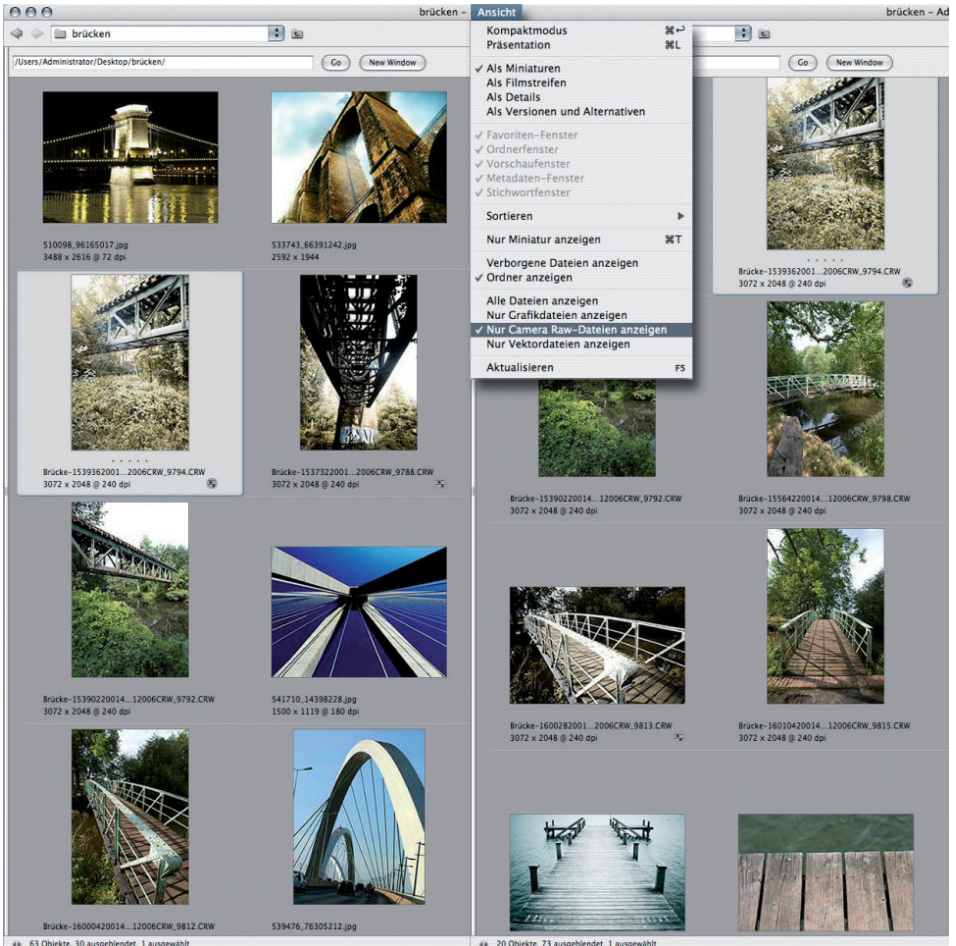 brücken –
brücken
/Users/Administrator/Desktop/brücken/
Go
New Window
510098_96165017.jpg
3488 x 2616 @ 72 dpi
533743_66391242.jpg
2592 x 1944
Brücke-1539362001...2006CRW_9794.CRW
3072 x 2048 @ 240 dpi
Brücke-1537322001...2006CRW_9788.CRW
3072 x 2048 @ 240 dpi
Brücke-15390220014...12006CRW_9792.CRW
3072 x 2048 @ 240 dpi
541710_14398228.jpg
1500 x 1119 @ 180 dpi
Brücke-16000420014...12006CRW_9812.CRW
539476_76305212.jpg
63 Objekte, 30 ausgeblendet, 1 ausgewählt
Ansicht
Kompaktmodus ⌘↩
Präsentation ⌘L
✓ Als Miniaturen
Als Filmstreifen
Als Details
Als Versionen und Alternativen
✓ Favoriten-Fenster
✓ Ordnerfenster
✓ Vorschaufenster
✓ Metadaten-Fenster
✓ Stichwortfenster
Sortieren ▶
Nur Miniatur anzeigen ⌘T
Verborgene Dateien anzeigen
✓ Ordner anzeigen
Alle Dateien anzeigen
Nur Grafikdateien anzeigen
✓ Nur Camera Raw-Dateien anzeigen
Nur Vektordateien anzeigen
Aktualisieren F5
brücken – Ad
Go
New Window
Brücke-1539362001...2006CRW_9794.CRW
3072 x 2048 @ 240 dpi
Brücke-15390220014...12006CRW_9792.CRW
3072 x 2048 @ 240 dpi
Brücke-15564220014...12006CRW_9798.CRW
3072 x 2048 @ 240 dpi
Brücke-1600282001...2006CRW_9813.CRW
3072 x 2048 @ 240 dpi
Brücke-16010420014...12006CRW_9815.CRW
3072 x 2048 @ 240 dpi
20 Objekte, 73 ausgeblendet, 1 ausgewählt